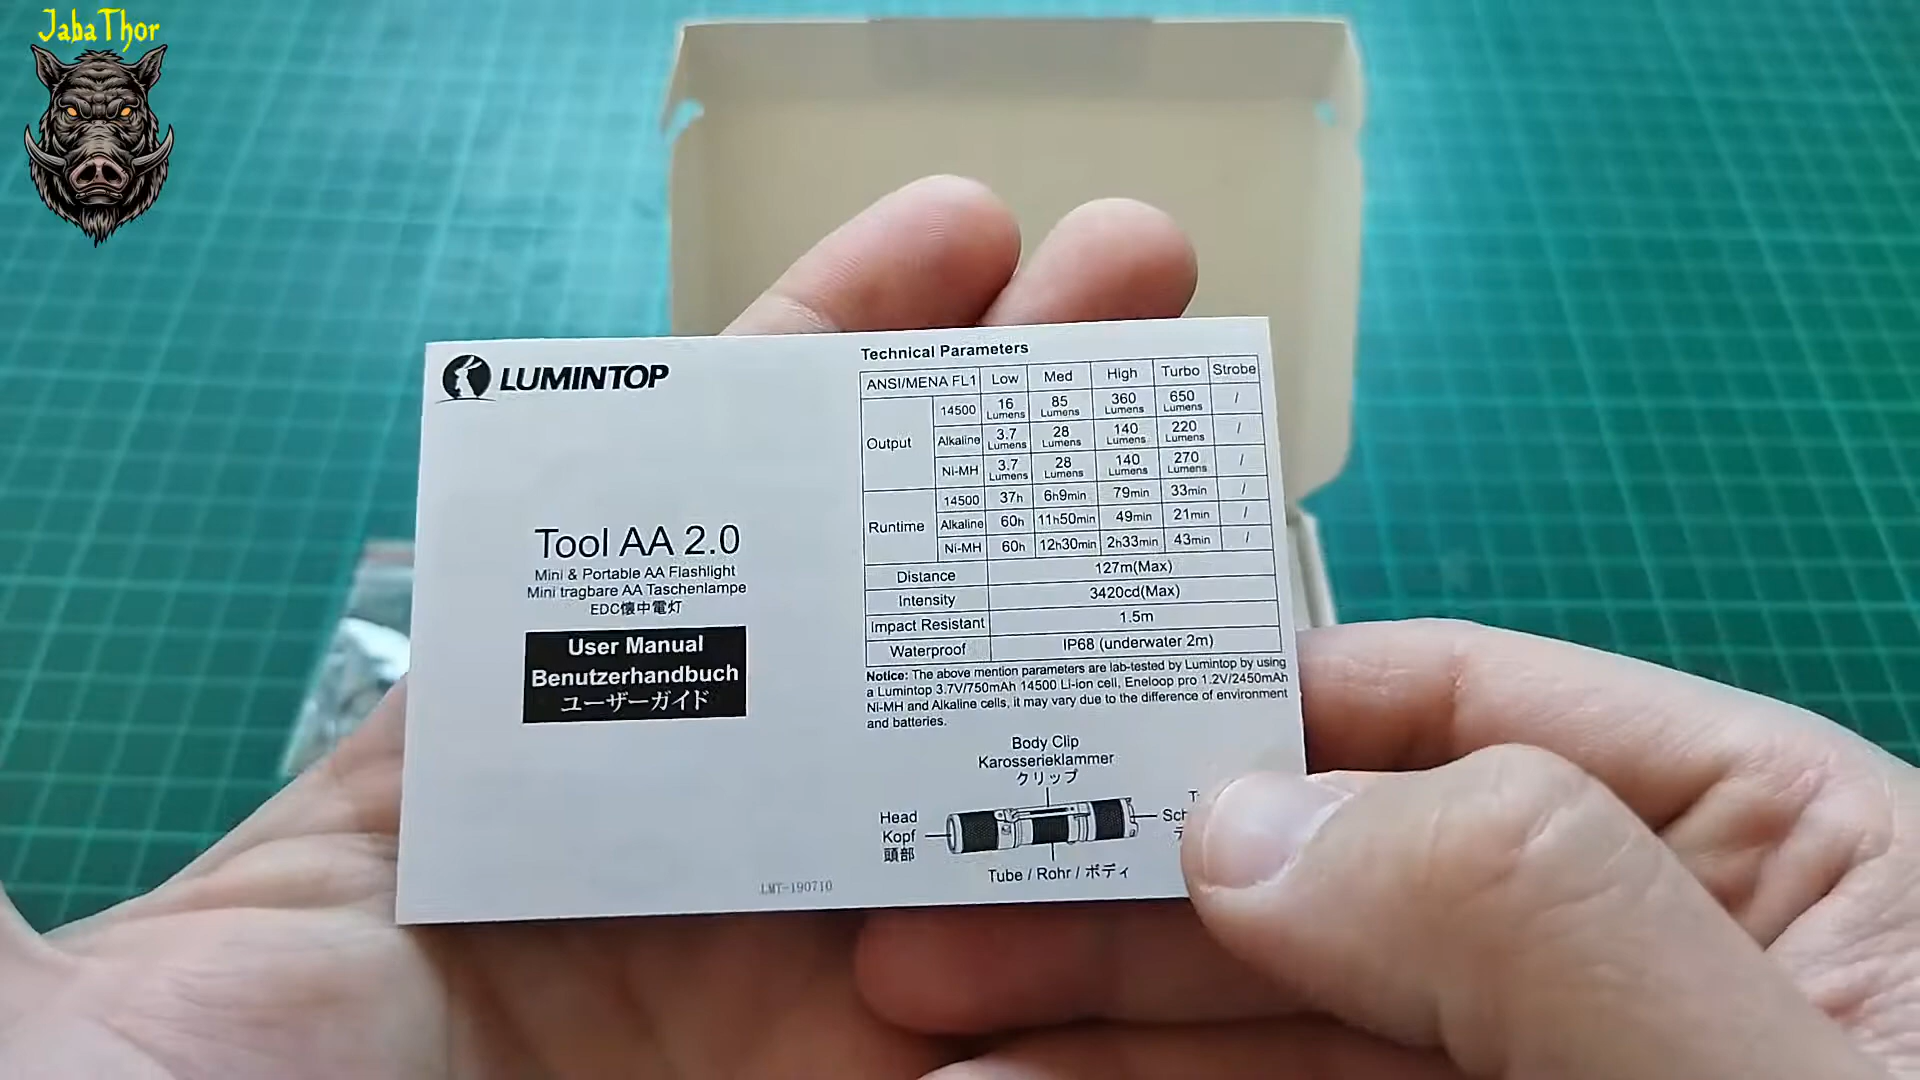 JabaThor
LUMINTOP
Tool AA 2.0
Mini & Portable AA Flashlight
Mini tragbare AA Taschenlampe
EDC懐中電灯
User Manual
Benutzerhandbuch
ユーザーガイド
LMT-190710
Technical Parameters
ANSI/MENA FL1 Low Med High Turbo Strobe
Output
14500 16 Lumens 85 Lumens 360 Lumens 650 Lumens /
Alkaline 3.7 Lumens 28 Lumens 140 Lumens 220 Lumens /
Ni-MH 3.7 Lumens 28 Lumens 140 Lumens 270 Lumens /
Runtime
14500 37h 6h9min 79min 33min /
Alkaline 60h 11h50min 49min 21min /
Ni-MH 60h 12h30min 2h33min 43min /
Distance 127m(Max)
Intensity 3420cd(Max)
Impact Resistant 1.5m
Waterproof IP68 (underwater 2m)
Notice: The above mention parameters are lab-tested by Lumintop by using
a Lumintop 3.7V/750mAh 14500 Li-ion cell, Eneloop pro 1.2V/2450mAh
Ni-MH and Alkaline cells, it may vary due to the difference of environment
and batteries.
Body Clip
Karosserieklammer
クリップ
Head
Kopf
頭部
Tube / Rohr / ボディ